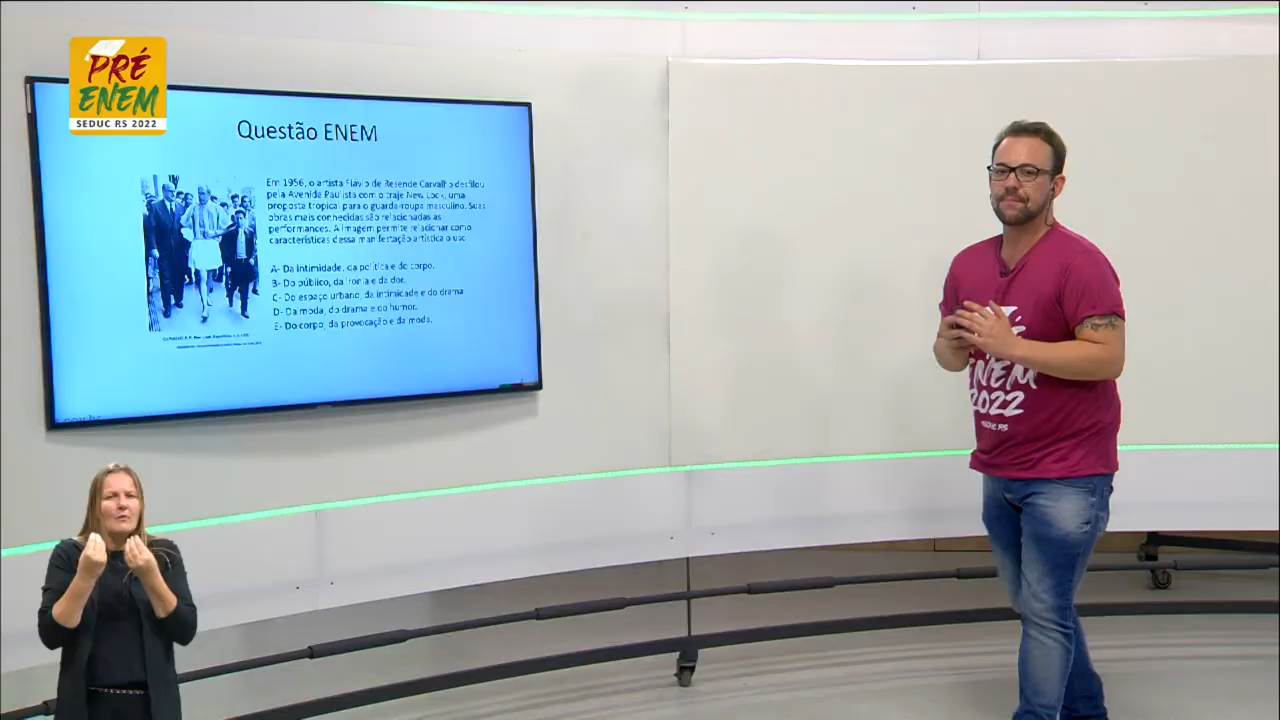 PRÉ
ENEM
SEDUC RS 2022
Questão ENEM
Em 1956, o artista Flávio de Resende Carvalho desfilou
pela Avenida Paulista com o traje New Look, uma
proposta tropical para o guarda-roupa masculino. Suas
obras mais conhecidas são relacionadas às
performances. A imagem permite relacionar como
características dessa manifestação artística o uso
A- Da intimidade, da política e do corpo.
B- Do público, da ironia e da dor.
C- Do espaço urbano, da intimidade e do drama
D- Da moda, do drama e do humor.
E- Do corpo, da provocação e da moda.
ENEM
2022
SEDUC RS